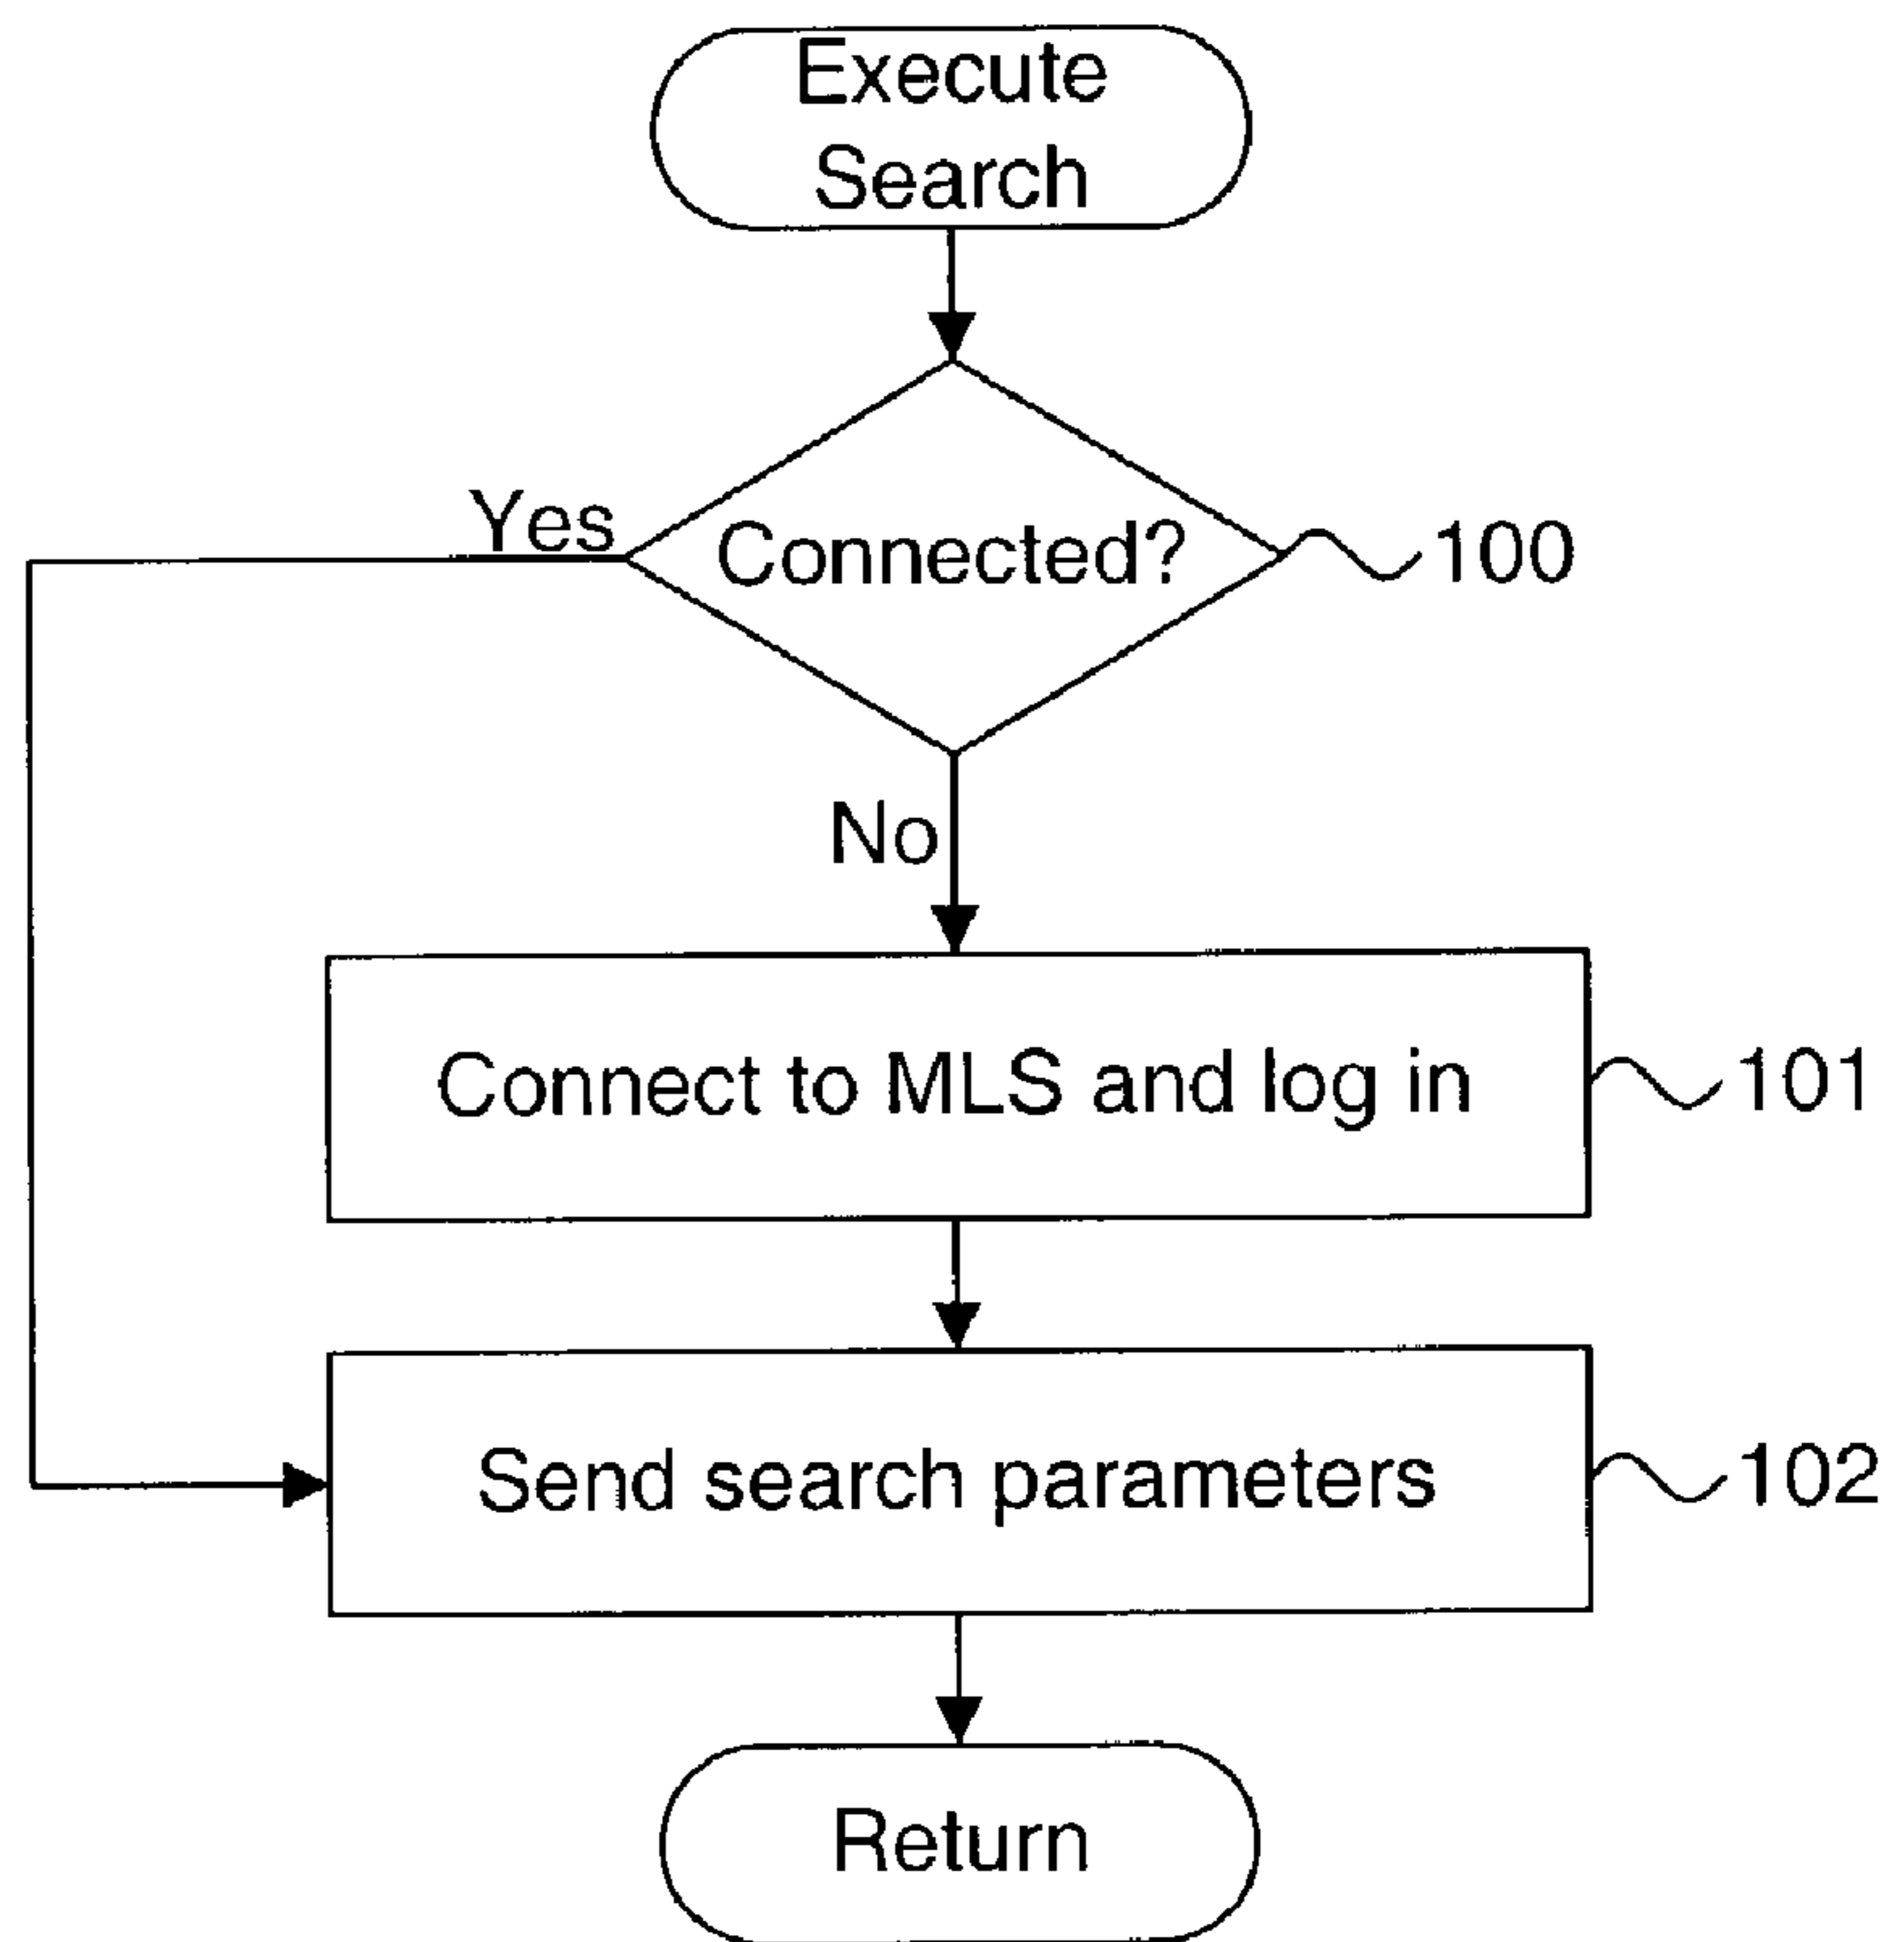 Execute
Search
Yes
Connected?
100
No
Connect to MLS and log in
101
Send search parameters
102
Return